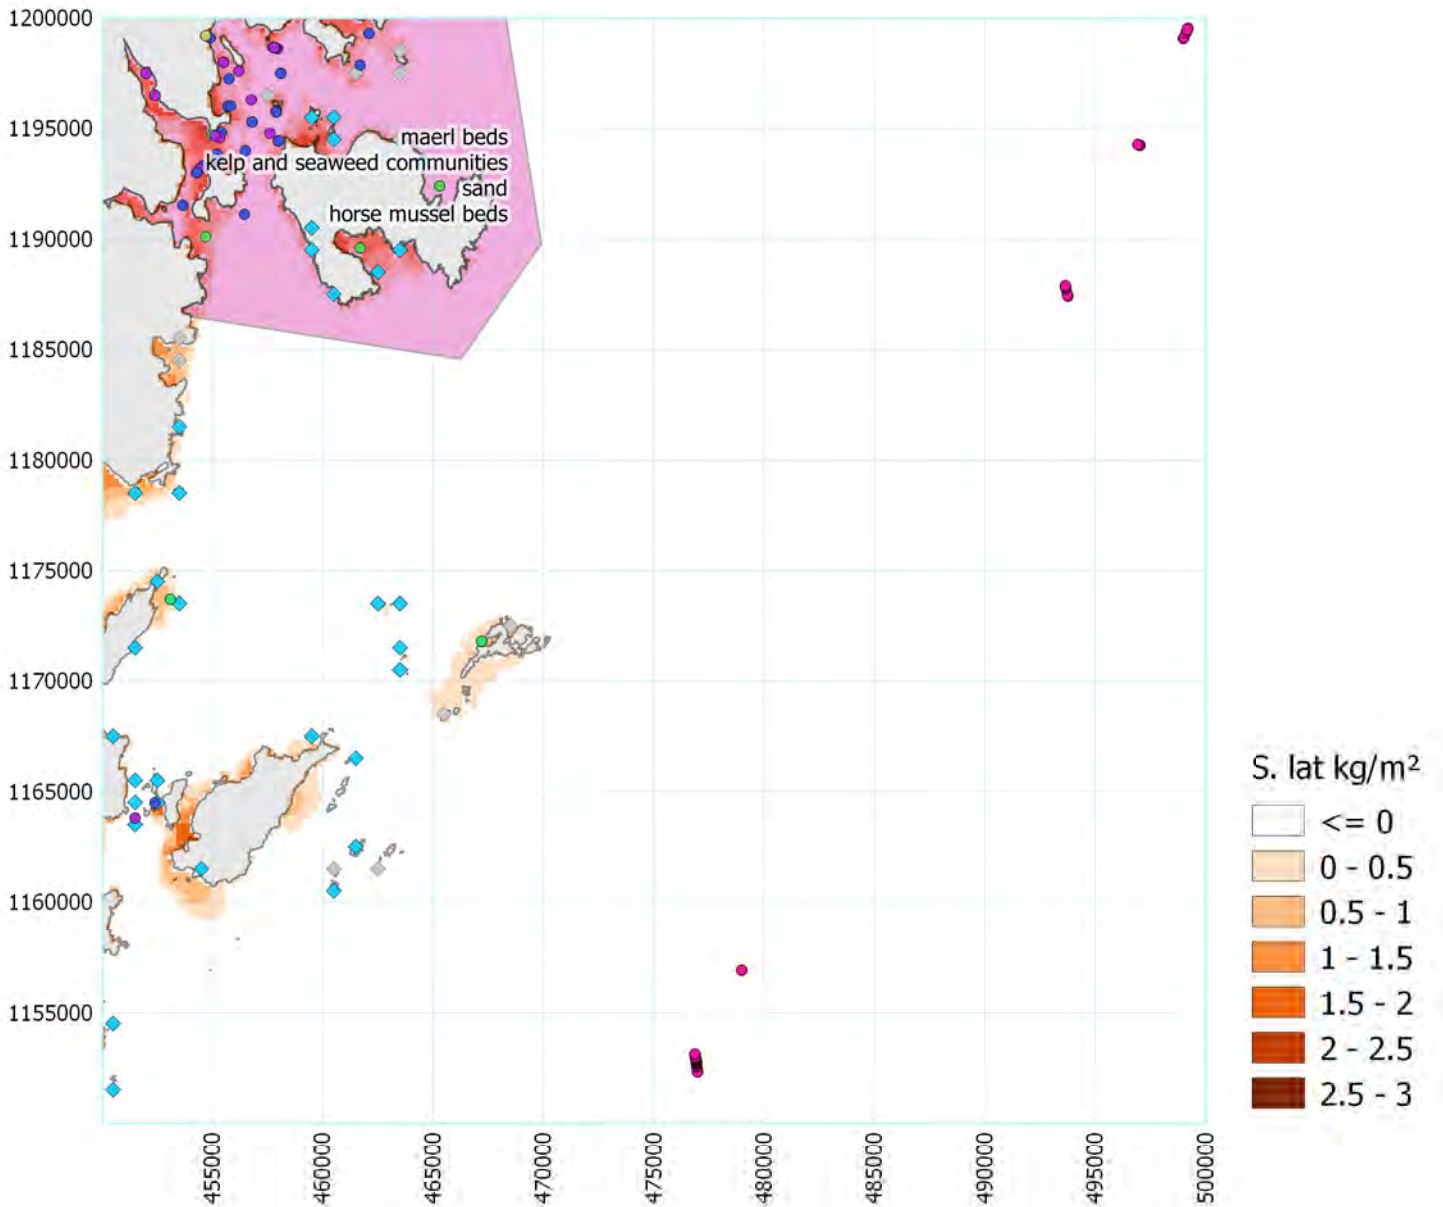 1200000
1195000
1190000
1185000
1180000
1175000
1170000
1165000
1160000
1155000
maerl beds
kelp and seaweed communities
sand
horse mussel beds
455000
460000
465000
470000
475000
480000
485000
490000
495000
500000
S. lat kg/m²
<= 0
0 - 0.5
0.5 - 1
1 - 1.5
1.5 - 2
2 - 2.5
2.5 - 3